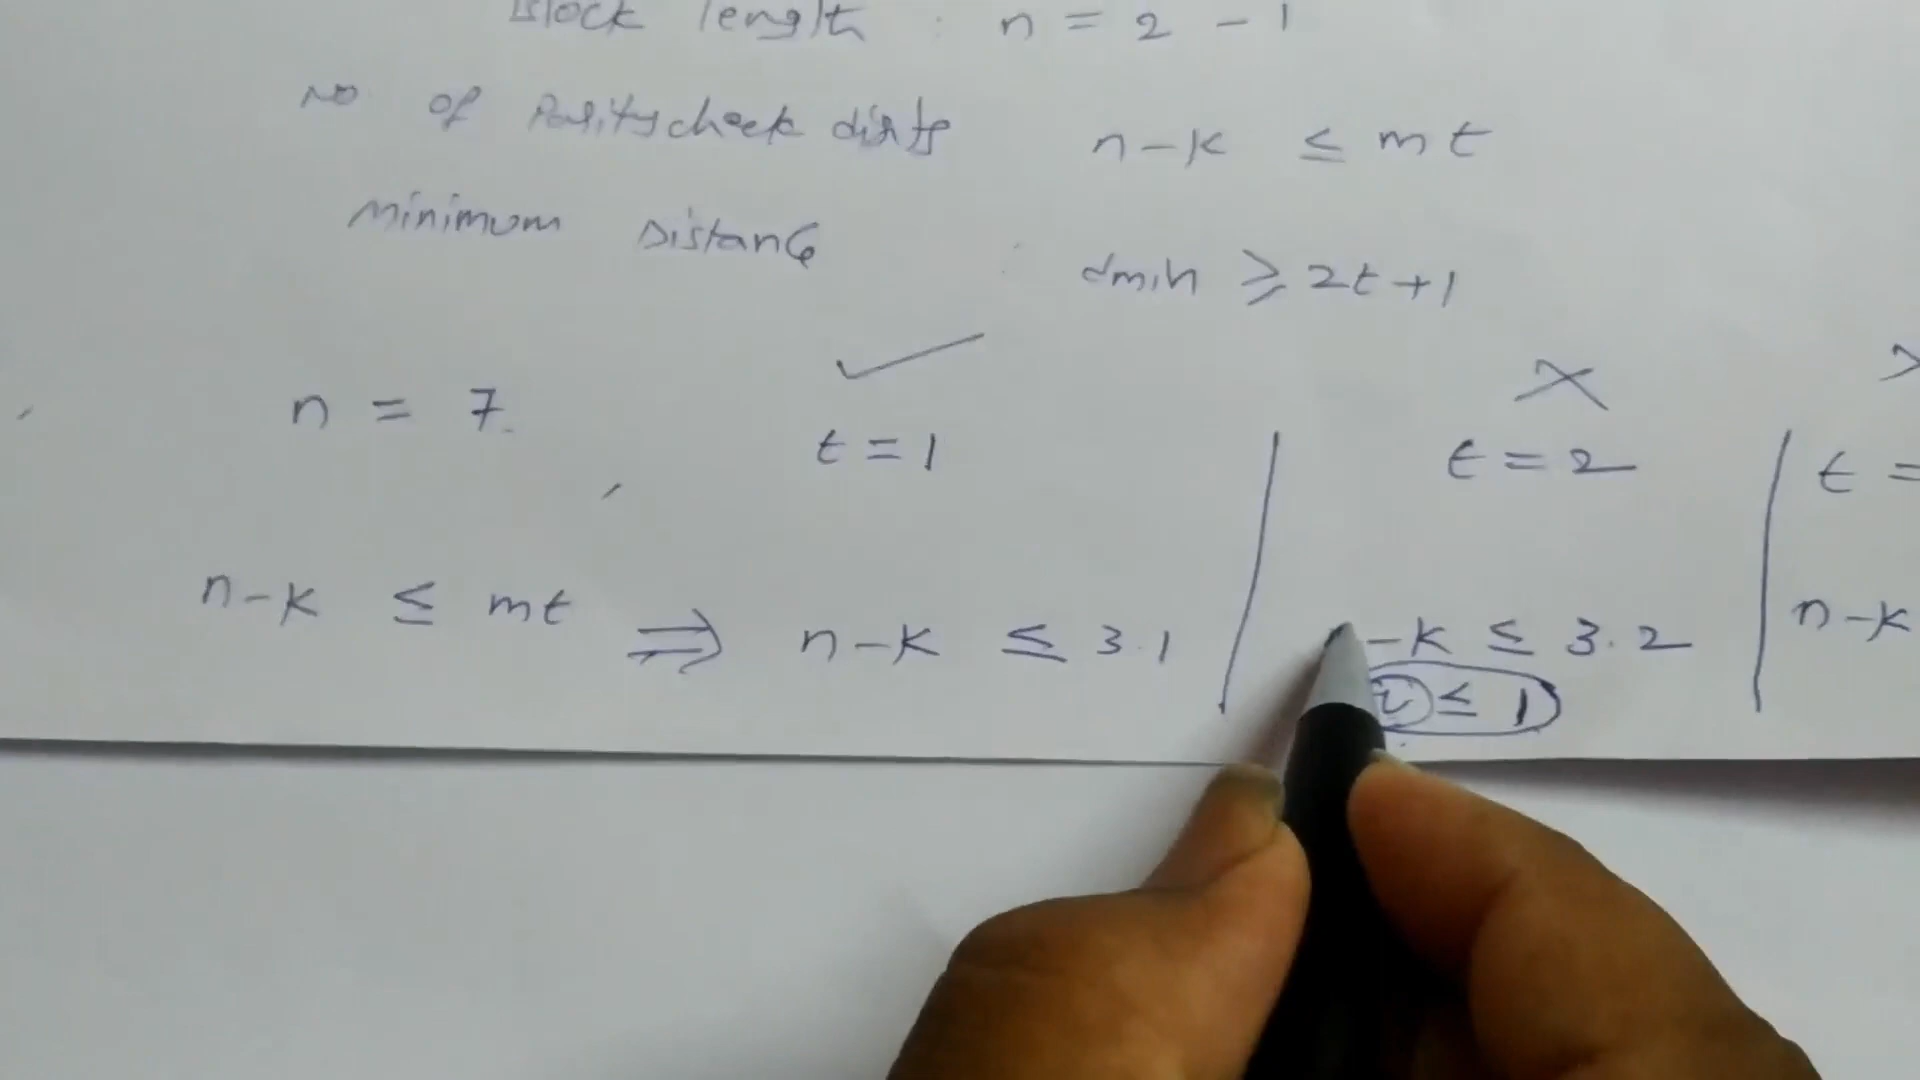 Block length : n = 2 - 1
No of Paritycheck dints n-k ≤ mt
Minimum Distance : dmin ≥ 2t+1
n = 7. , t = 1 t = 2 t =
n-k ≤ mt ⇒ n-k ≤ 3.1 -k ≤ 3.2 n-k
≤ 1